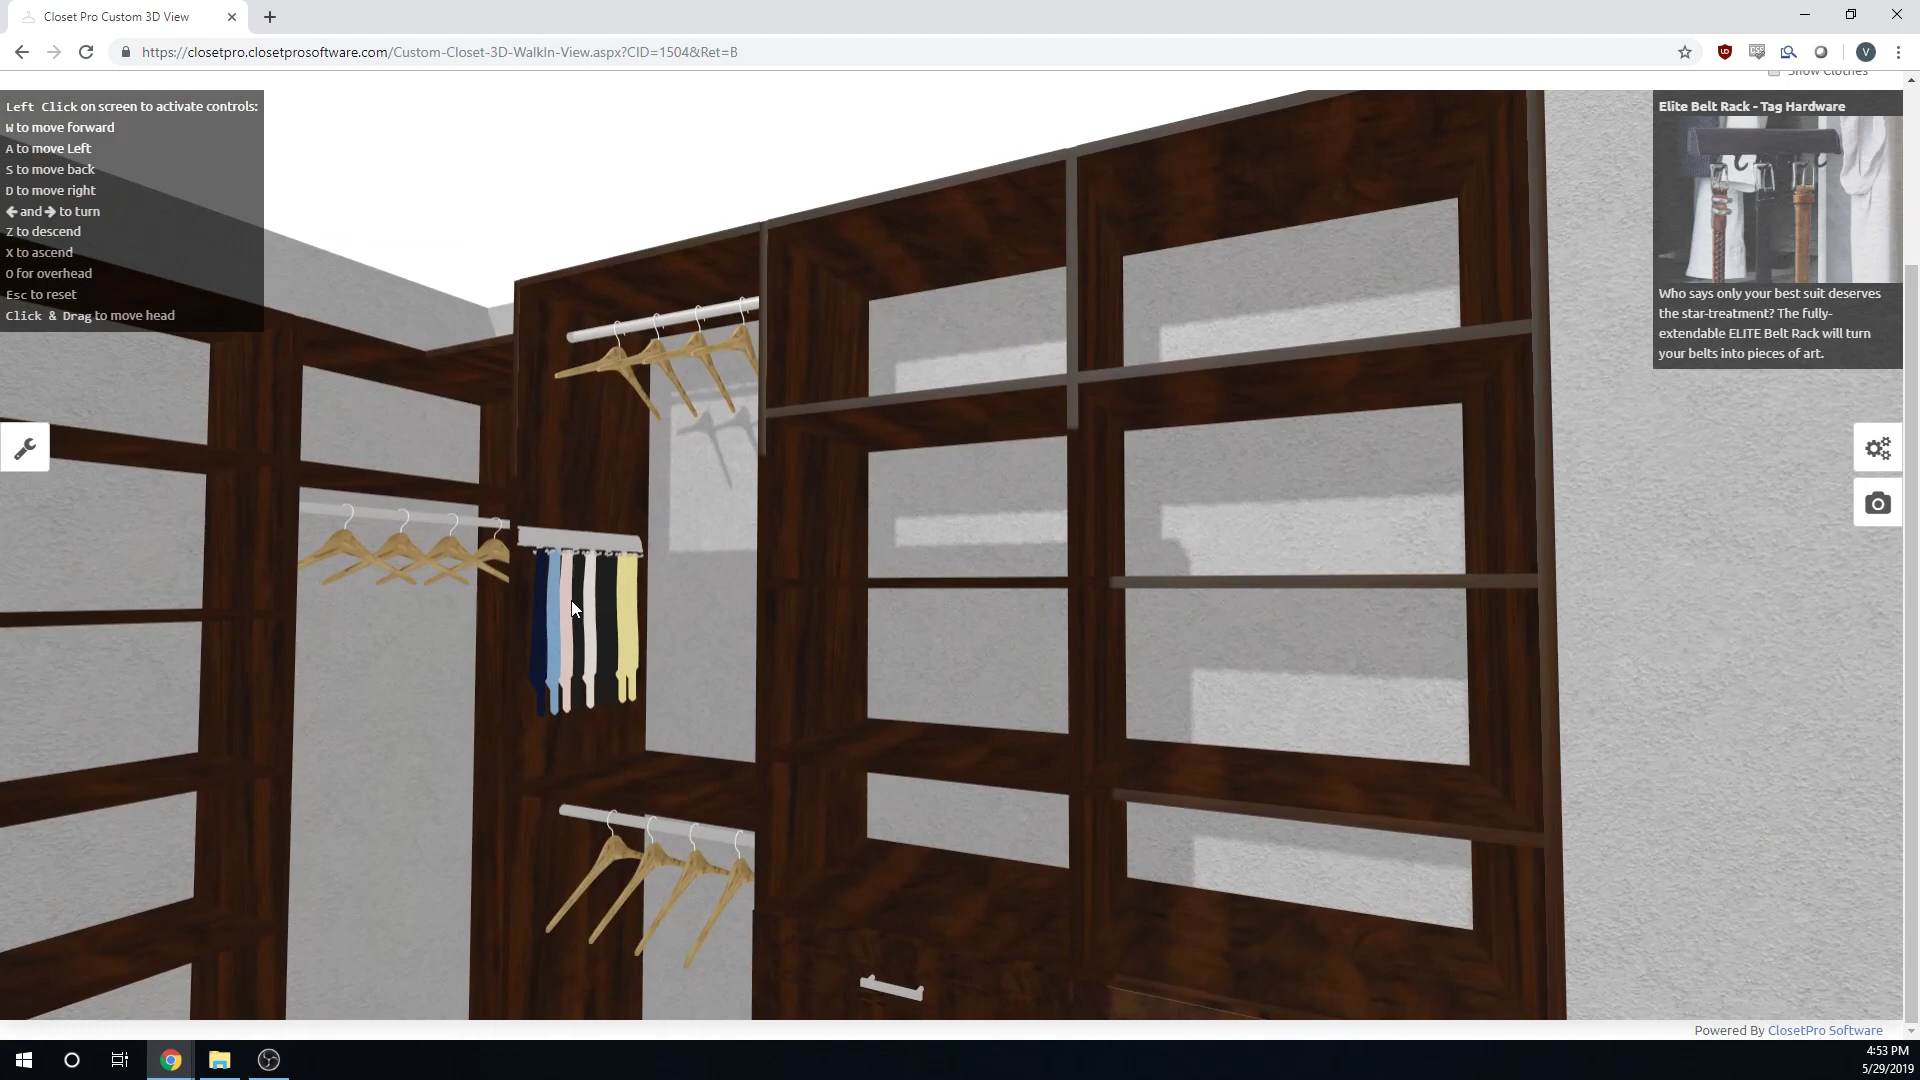 Closet Pro Custom 3D View
https://closetpro.closetprosoftware.com/Custom-Closet-3D-WalkIn-View.aspx?CID=1504&Ret=B
V
Show Clothes
Left Click on screen to activate controls:
W to move forward
A to move Left
S to move back
D to move right
🡸 and 🡺 to turn
Z to descend
X to ascend
O for overhead
Esc to reset
Click & Drag to move head
Elite Belt Rack - Tag Hardware
Who says only your best suit deserves
the star-treatment? The fully-
extendable ELITE Belt Rack will turn
your belts into pieces of art.
Powered By ClosetPro Software
4:53 PM
5/29/2019